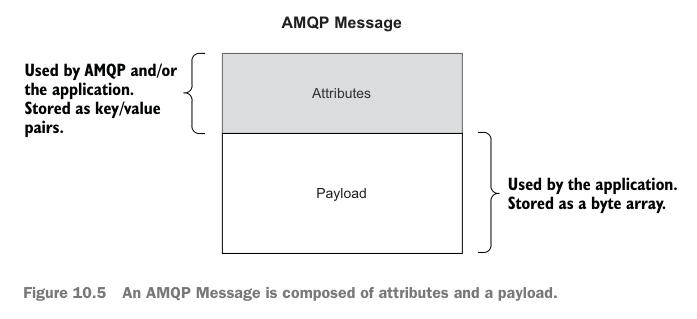 AMQP Message
Used by AMQP and/or
the application.
Stored as key/value
pairs.
Attributes
Payload
Used by the application.
Stored as a byte array.
Figure 10.5 An AMQP Message is composed of attributes and a payload.